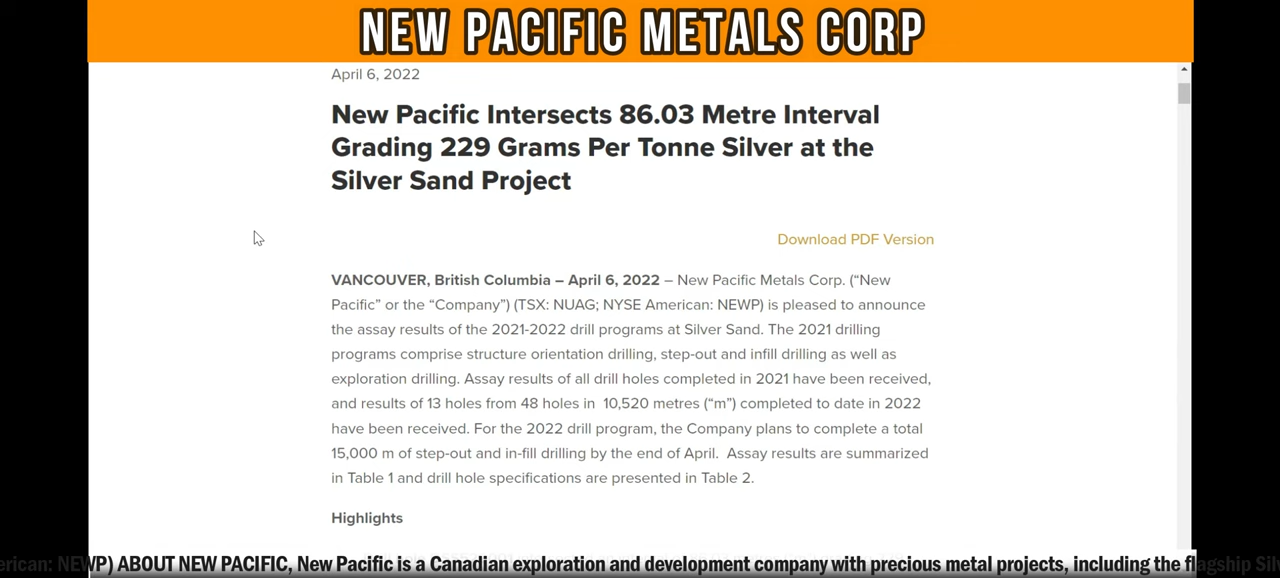 NEW PACIFIC METALS CORP
April 6, 2022
New Pacific Intersects 86.03 Metre Interval
Grading 229 Grams Per Tonne Silver at the
Silver Sand Project
Download PDF Version
VANCOUVER, British Columbia – April 6, 2022 – New Pacific Metals Corp. (“New
Pacific” or the “Company”) (TSX: NUAG; NYSE American: NEWP) is pleased to announce
the assay results of the 2021-2022 drill programs at Silver Sand. The 2021 drilling
programs comprise structure orientation drilling, step-out and infill drilling as well as
exploration drilling. Assay results of all drill holes completed in 2021 have been received,
and results of 13 holes from 48 holes in 10,520 metres (“m”) completed to date in 2022
have been received. For the 2022 drill program, the Company plans to complete a total
15,000 m of step-out and in-fill drilling by the end of April. Assay results are summarized
in Table 1 and drill hole specifications are presented in Table 2.
Highlights
erican: NEWP) ABOUT NEW PACIFIC, New Pacific is a Canadian exploration and development company with precious metal projects, including the flagship Sil